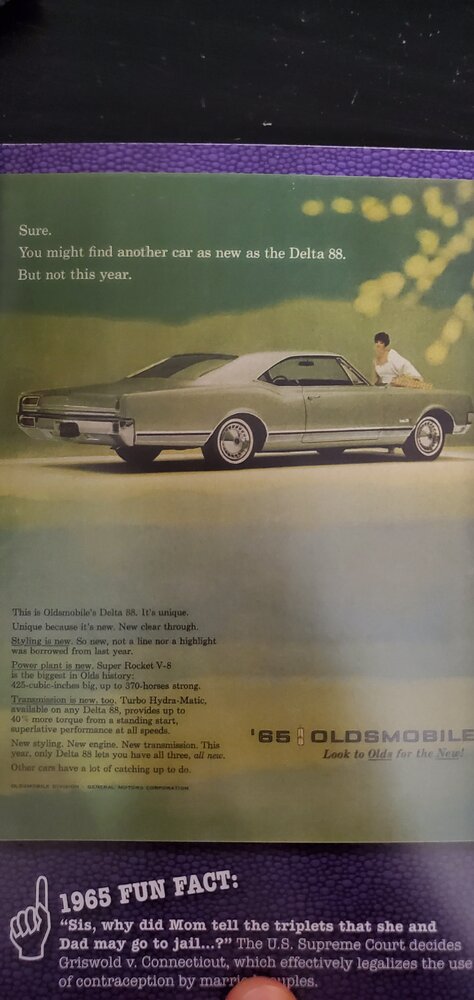 Sure.
You might find another car as new as the Delta 88.
But not this year.
This is Oldsmobile's Delta 88. It's unique.
Unique because it's new. New clear through.
Styling is new. So new, not a line nor a highlight
was borrowed from last year.
Power plant is new. Super Rocket V-8
is the biggest in Olds history:
425-cubic-inches big, up to 370-horses strong.
Transmission is new, too. Turbo Hydra-Matic,
available on any Delta 88, provides up to
40% more torque from a standing start,
superlative performance at all speeds.
New styling. New engine. New transmission. This
year, only Delta 88 lets you have all three, all new.
Other cars have a lot of catching up to do.
OLDSMOBILE DIVISION · GENERAL MOTORS CORPORATION
'65 OLDSMOBILE
Look to Olds for the New!
1965 FUN FACT:
"Sis, why did Mom tell the triplets that she and
Dad may go to jail...?" The U.S. Supreme Court decides
Griswold v. Connecticut, which effectively legalizes the use
of contraception by